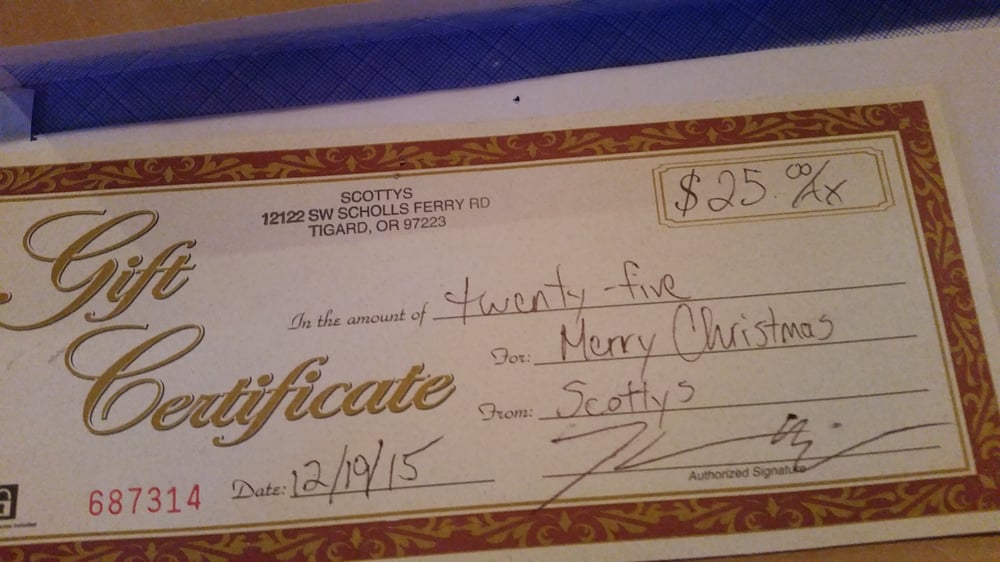 SCOTTYS
12122 SW SCHOLLS FERRY RD
TIGARD, OR 97223
$25.00/xx
Gift
Certificate
In the amount of twenty-five
For: Merry Christmas
From: Scottys
Authorized Signature
Date: 12/19/15
687314